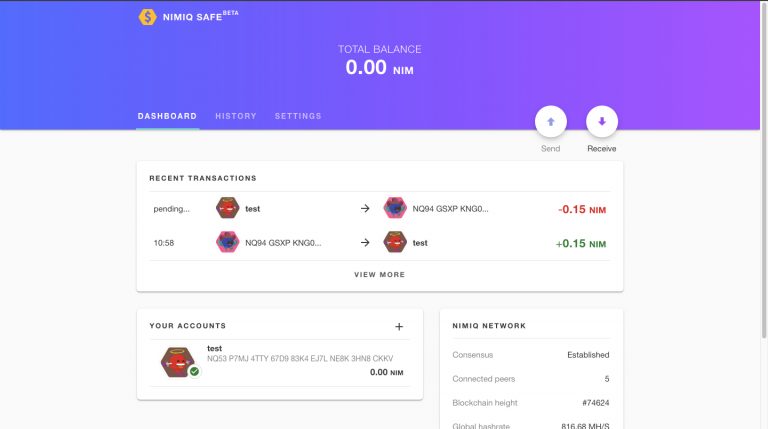 NIMIQ SAFE BETA
TOTAL BALANCE
0.00 NIM
DASHBOARD HISTORY SETTINGS
Send Receive
RECENT TRANSACTIONS
pending... test → NQ94 GSXP KNG0... -0.15 NIM
10:58 NQ94 GSXP KNG0... → test +0.15 NIM
VIEW MORE
YOUR ACCOUNTS +
test
NQ53 P7MJ 4TTY 67D9 83K4 EJ7L NE8K 3HN8 CKKV
0.00 NIM
NIMIQ NETWORK
Consensus Established
Connected peers 5
Blockchain height #74624
Global hashrate 816.68 MH/S